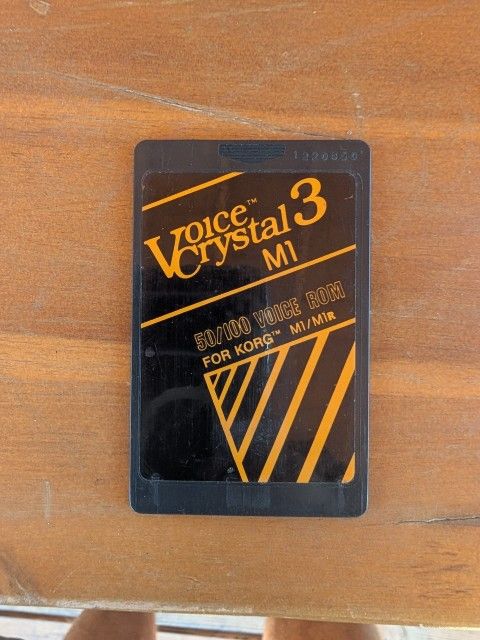 Voice™
Crystal 3
M1
50/100 VOICE ROM
FOR KORG™ M1/M1R